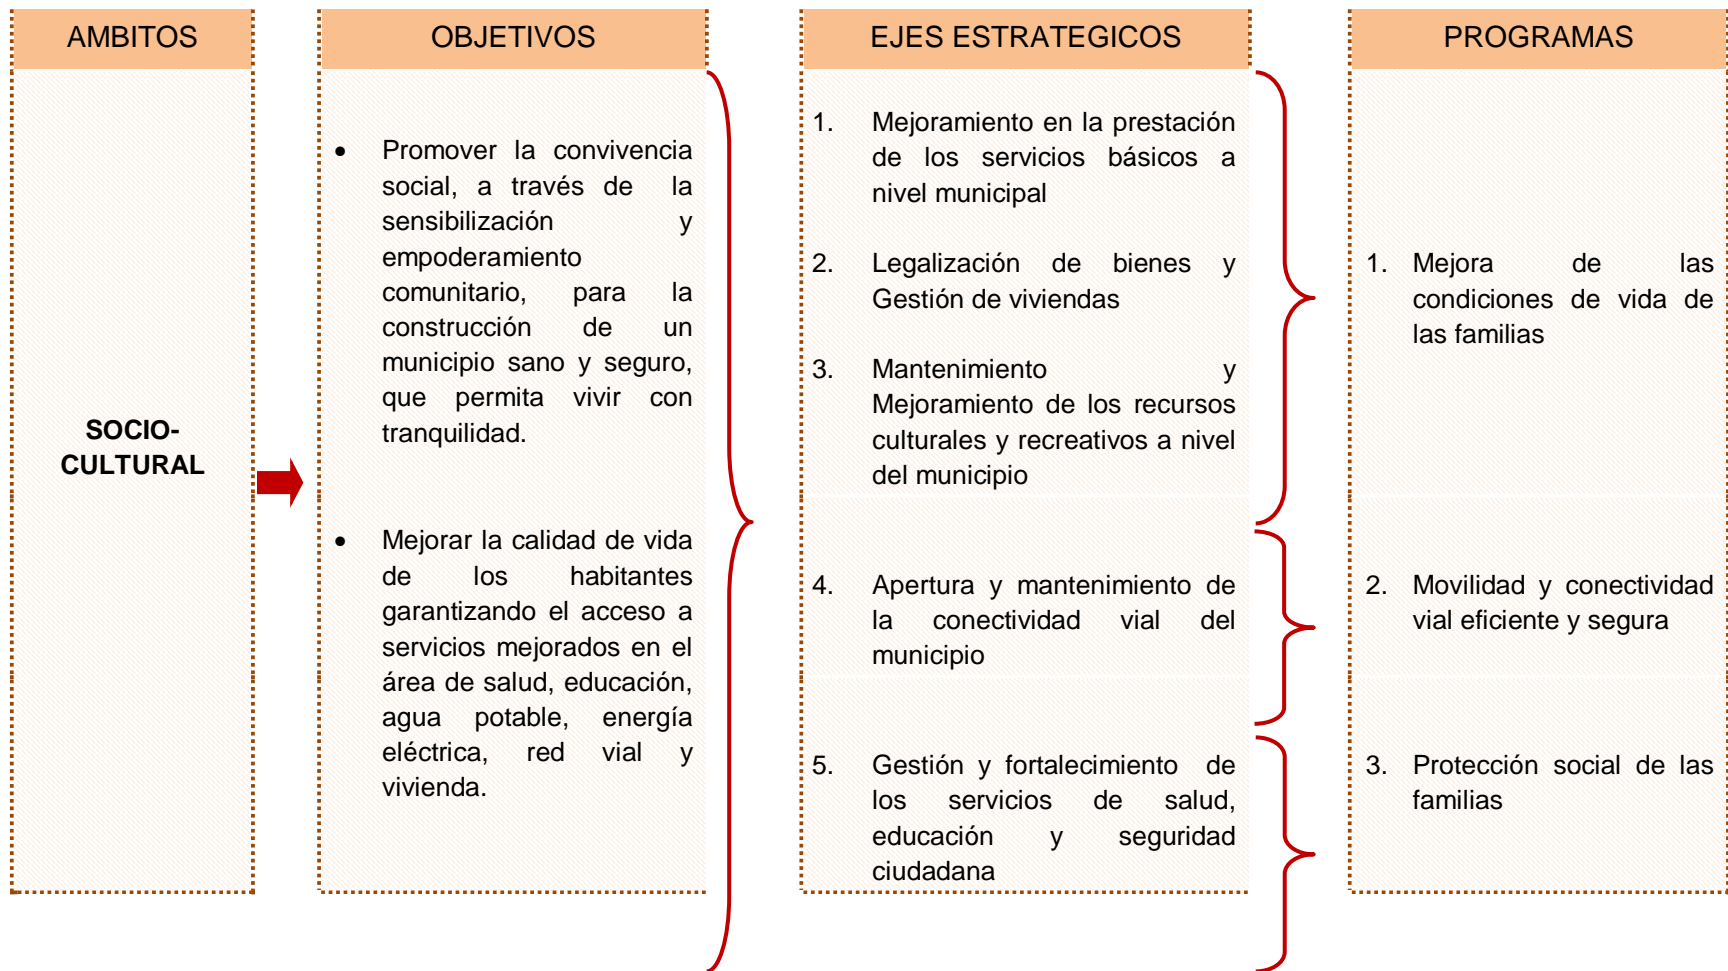 AMBITOS
OBJETIVOS
EJES ESTRATEGICOS
PROGRAMAS
SOCIO-
CULTURAL
• Promover la convivencia
social, a través de la
sensibilización y
empoderamiento
comunitario, para la
construcción de un
municipio sano y seguro,
que permita vivir con
tranquilidad.
• Mejorar la calidad de vida
de los habitantes
garantizando el acceso a
servicios mejorados en el
área de salud, educación,
agua potable, energía
eléctrica, red vial y
vivienda.
1. Mejoramiento en la prestación
de los servicios básicos a
nivel municipal
2. Legalización de bienes y
Gestión de viviendas
3. Mantenimiento y
Mejoramiento de los recursos
culturales y recreativos a nivel
del municipio
4. Apertura y mantenimiento de
la conectividad vial del
municipio
5. Gestión y fortalecimiento de
los servicios de salud,
educación y seguridad
ciudadana
1. Mejora de las
condiciones de vida de
las familias
2. Movilidad y conectividad
vial eficiente y segura
3. Protección social de las
familias